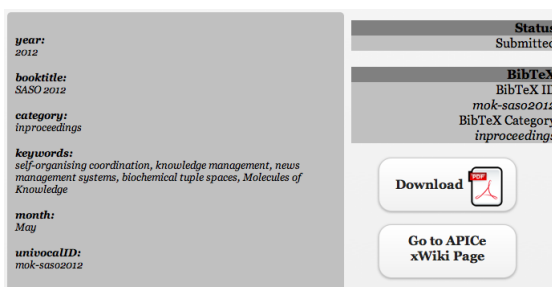 year:
2012
booktitle:
SASO 2012
category:
inproceedings
keywords:
self-organising coordination, knowledge management, news
management systems, biochemical tuple spaces, Molecules of
Knowledge
month:
May
univocalID:
mok-saso2012
Status
Submitted
BibTeX
BibTeX ID
mok-saso2012
BibTeX Category
inproceedings
Download
PDF
Go to APICe
xWiki Page